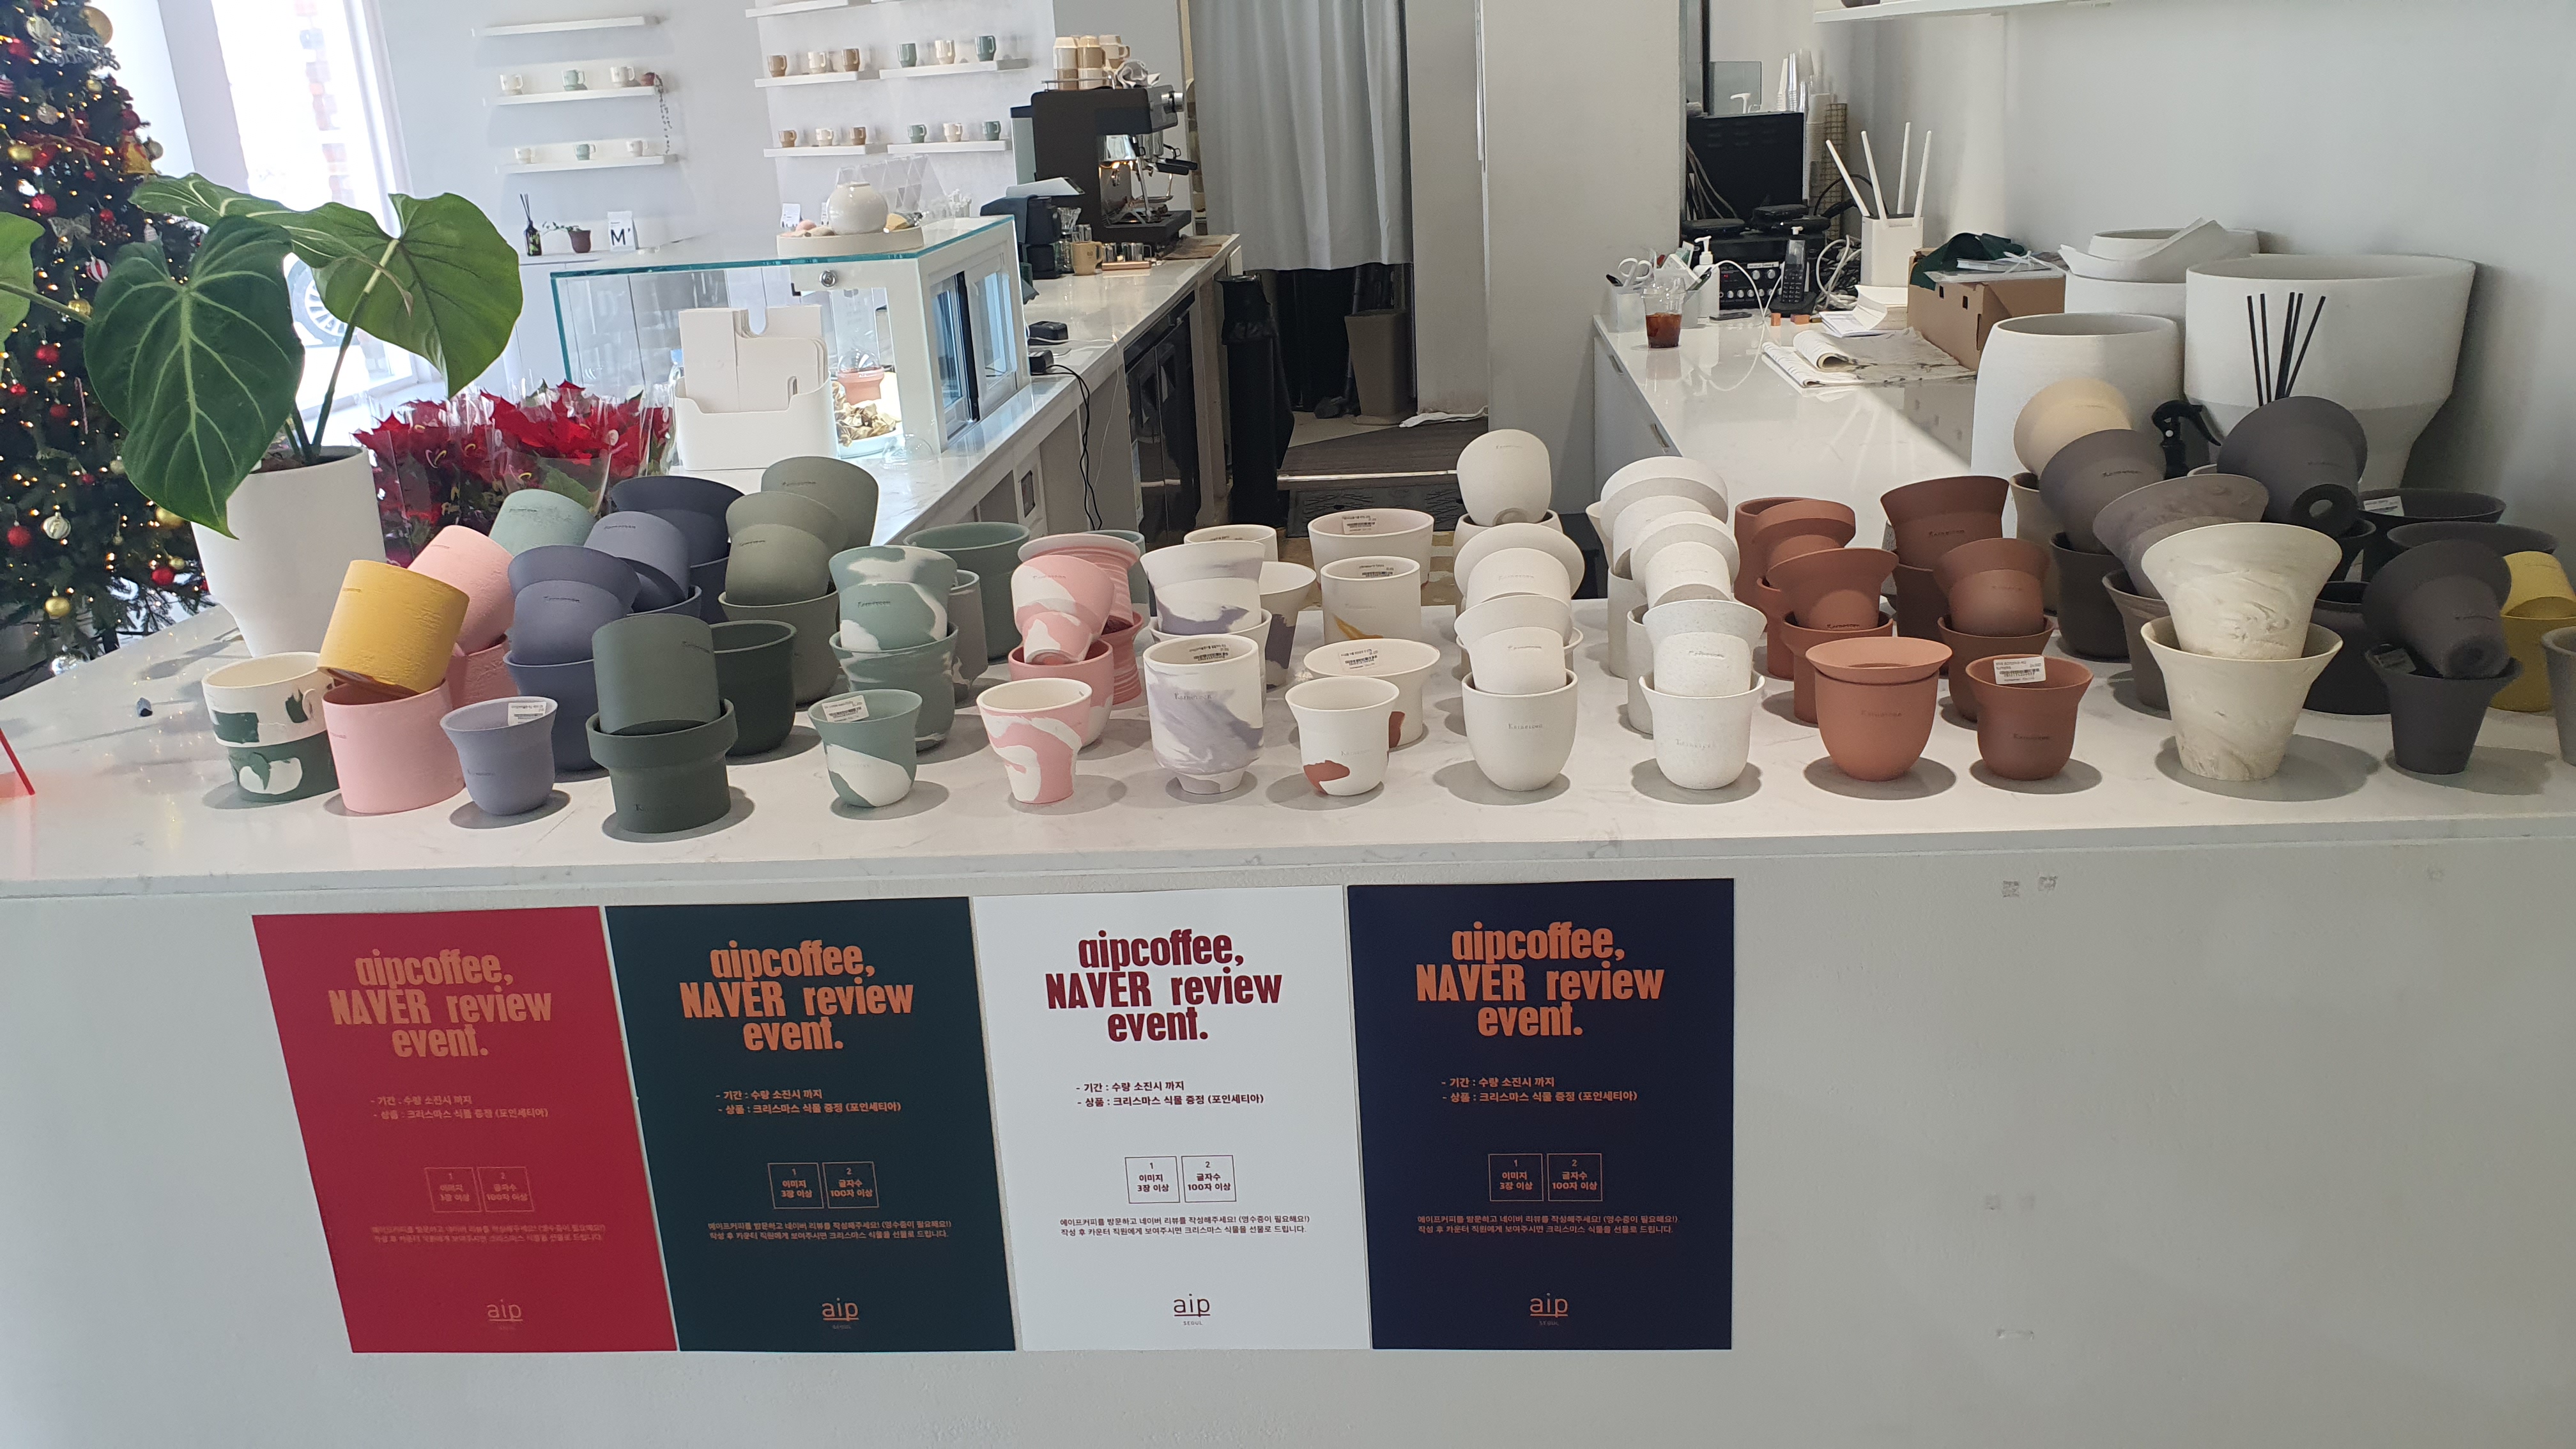 M'
aipcoffee,
NAVER review
event.
- 기간 : 수량 소진시 까지
- 상품 : 크리스마스 식물 증정 (포인세티아)
1
이미지
3장 이상
2
글자수
100자 이상
에이프커피를 방문하고 네이버 리뷰를 작성해주세요! (영수증이 필요해요!)
작성 후 카운터 직원에게 보여주시면 크리스마스 식물을 선물로 드립니다.
aip
SEOUL
aipcoffee,
NAVER review
event.
- 기간 : 수량 소진시 까지
- 상품 : 크리스마스 식물 증정 (포인세티아)
1
이미지
3장 이상
2
글자수
100자 이상
에이프커피를 방문하고 네이버 리뷰를 작성해주세요! (영수증이 필요해요!)
작성 후 카운터 직원에게 보여주시면 크리스마스 식물을 선물로 드립니다.
aip
SEOUL
aipcoffee,
NAVER review
event.
- 기간 : 수량 소진시 까지
- 상품 : 크리스마스 식물 증정 (포인세티아)
1
이미지
3장 이상
2
글자수
100자 이상
에이프커피를 방문하고 네이버 리뷰를 작성해주세요! (영수증이 필요해요!)
작성 후 카운터 직원에게 보여주시면 크리스마스 식물을 선물로 드립니다.
aip
SEOUL
aipcoffee,
NAVER review
event.
- 기간 : 수량 소진시 까지
- 상품 : 크리스마스 식물 증정 (포인세티아)
1
이미지
3장 이상
2
글자수
100자 이상
에이프커피를 방문하고 네이버 리뷰를 작성해주세요! (영수증이 필요해요!)
작성 후 카운터 직원에게 보여주시면 크리스마스 식물을 선물로 드립니다.
aip
SEOUL